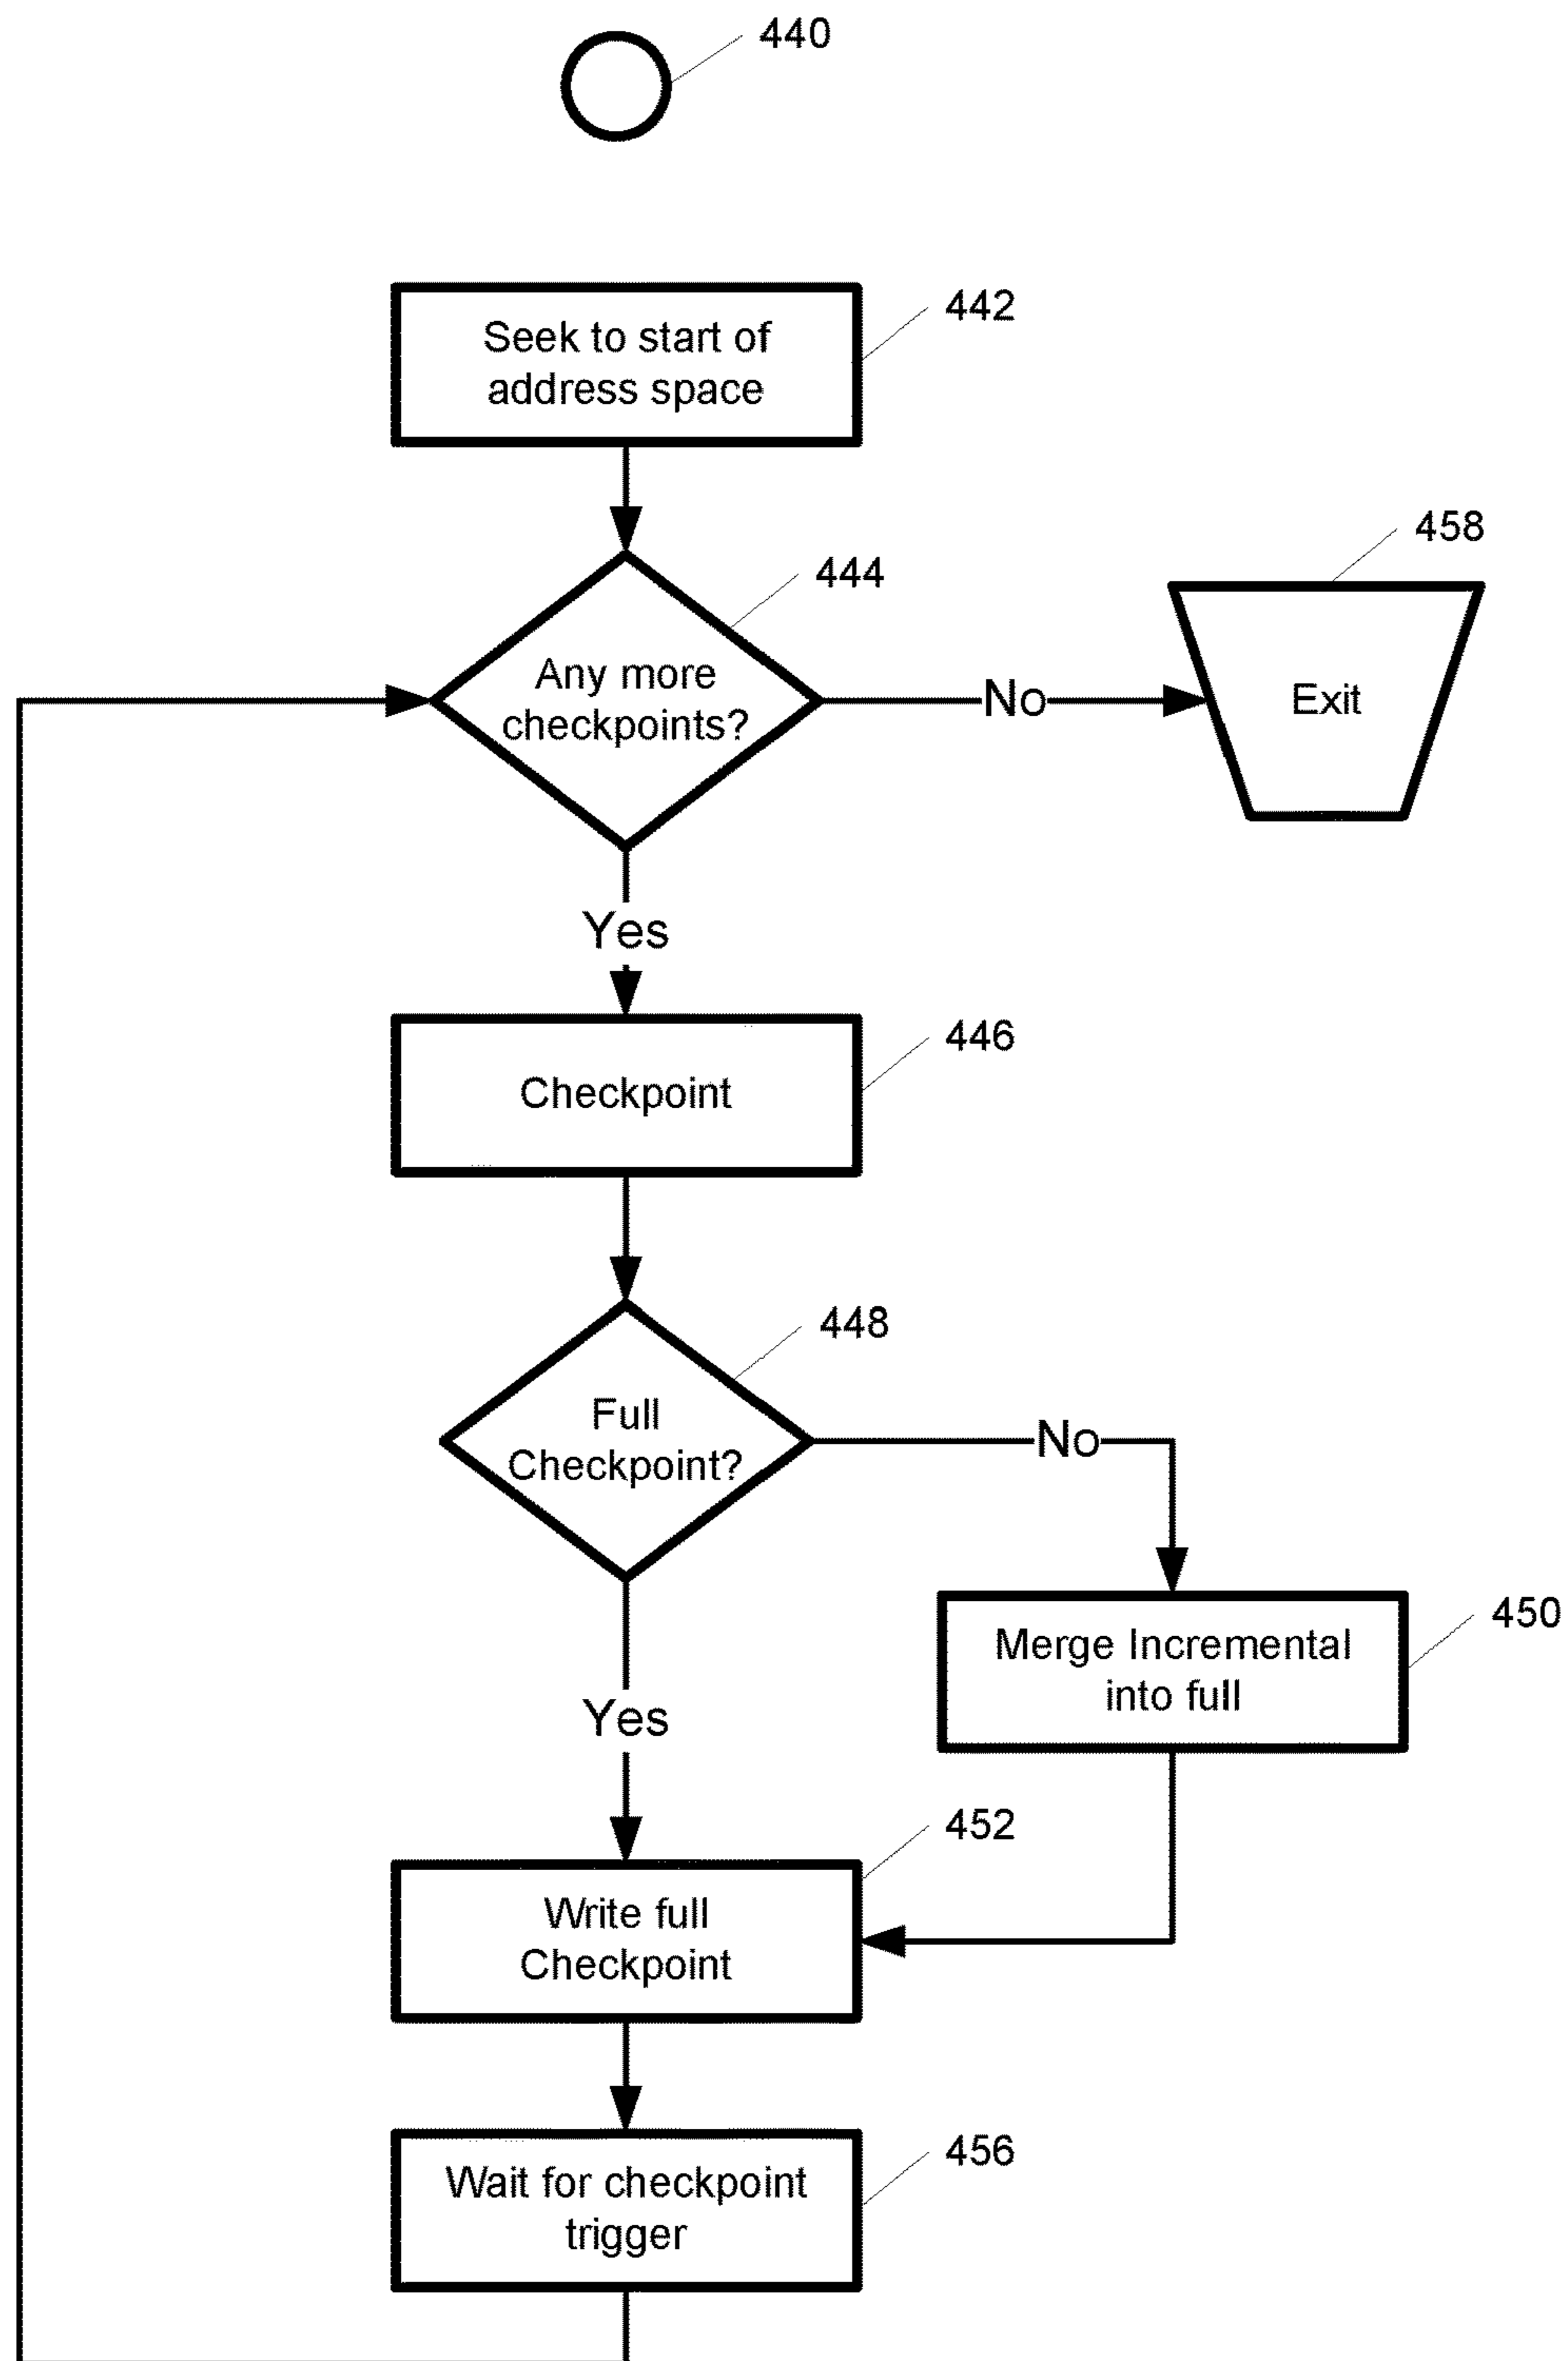 440
Seek to start of
address space
442
458
444
Any more
checkpoints?
No
Exit
Yes
446
Checkpoint
448
Full
Checkpoint?
No
450
Merge Incremental
into full
Yes
452
Write full
Checkpoint
456
Wait for checkpoint
trigger